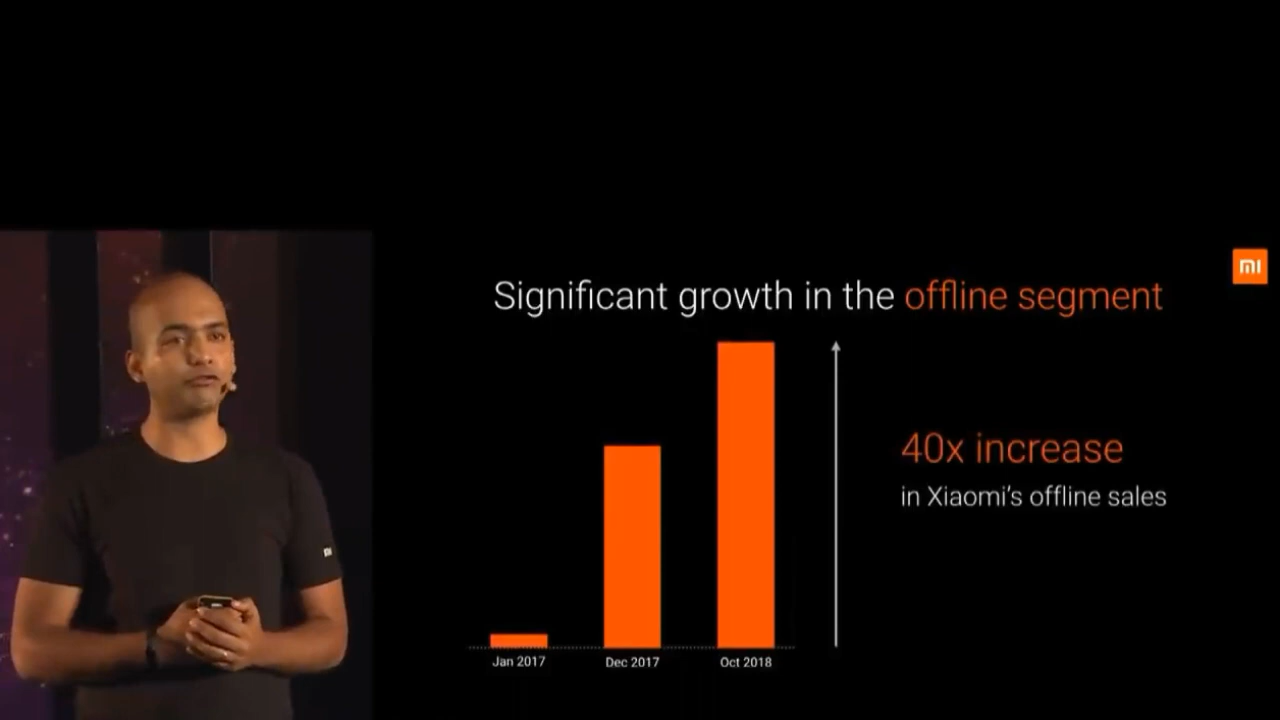 mi
Significant growth in the offline segment
40x increase
in Xiaomi's offline sales
Jan 2017
Dec 2017
Oct 2018